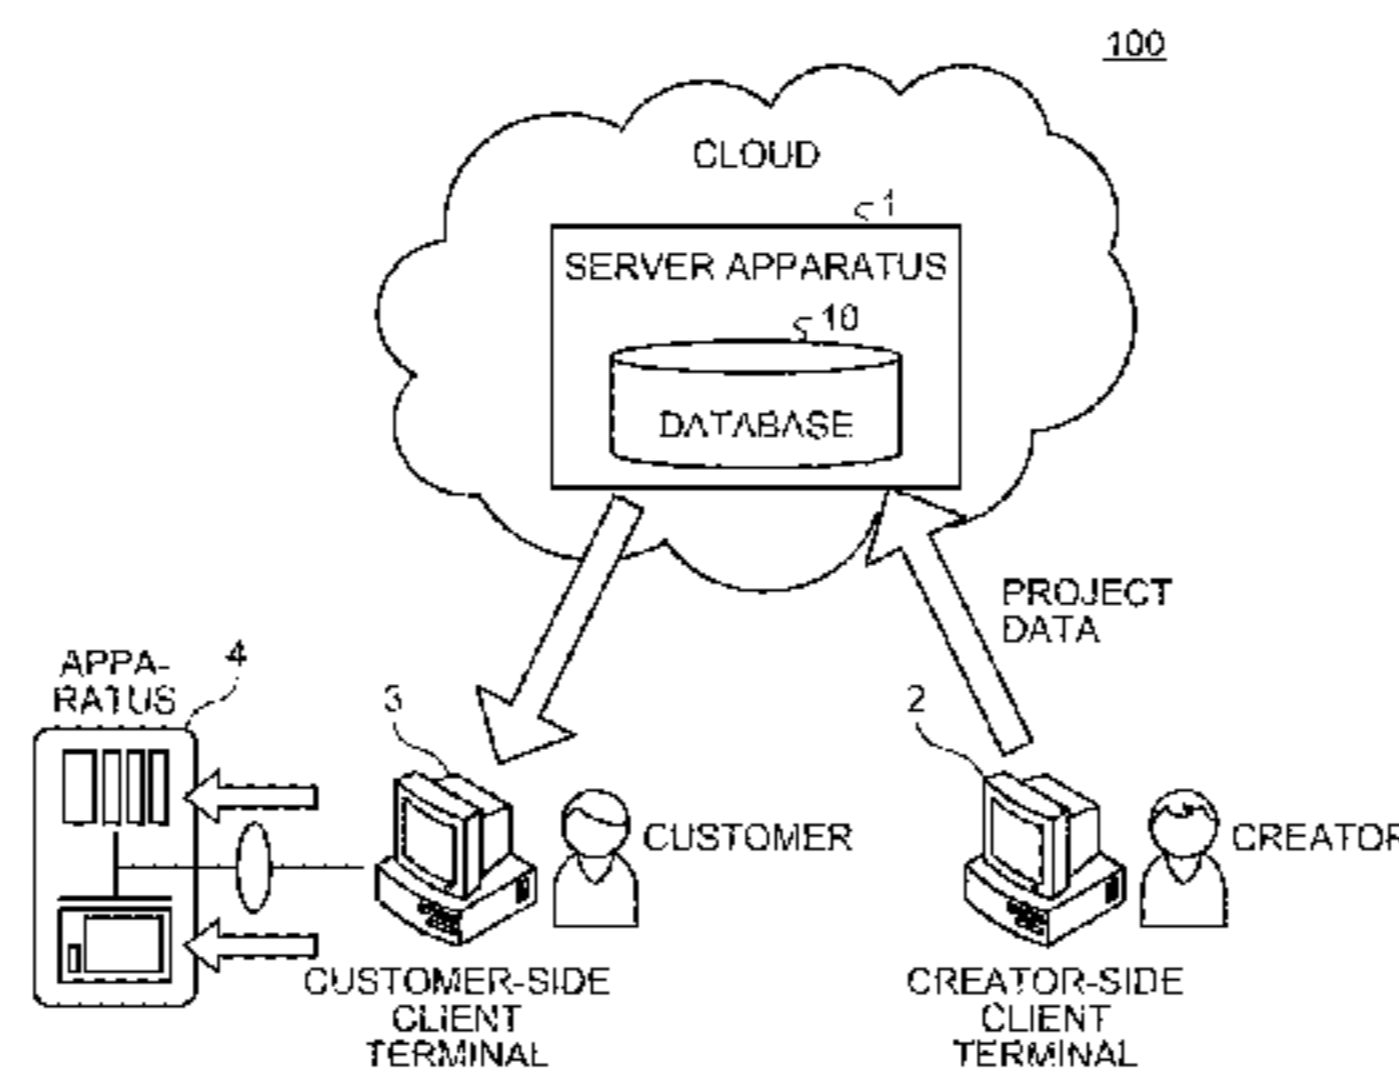 100
CLOUD
1
SERVER APPARATUS
10
DATABASE
PROJECT
DATA
APPA-
RATUS
4
3
2
CUSTOMER
CREATOR
CUSTOMER-SIDE
CLIENT
TERMINAL
CREATOR-SIDE
CLIENT
TERMINAL